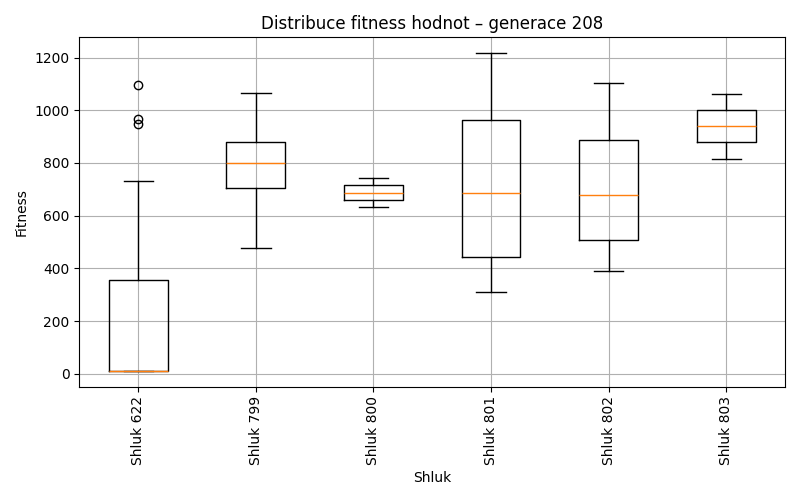 Distribuce fitness hodnot – generace 208
Fitness
1200
1000
800
600
400
200
0
Shluk 622
Shluk 799
Shluk 800
Shluk 801
Shluk 802
Shluk 803
Shluk